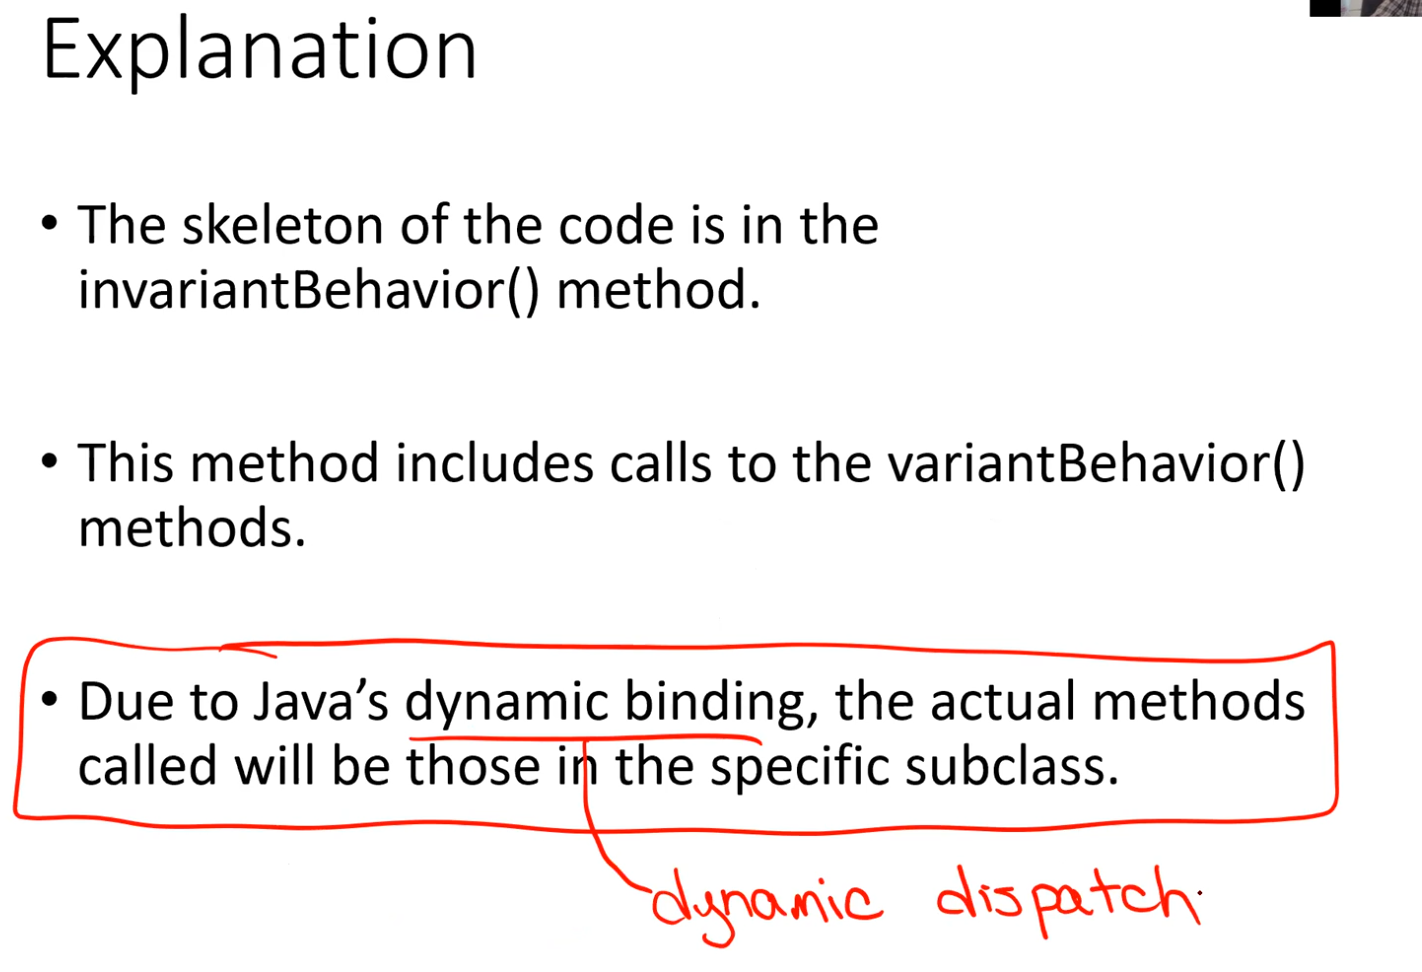 Explanation
• The skeleton of the code is in the
invariantBehavior() method.
• This method includes calls to the variantBehavior()
methods.
• Due to Java’s dynamic binding, the actual methods
called will be those in the specific subclass.
dynamic dispatch